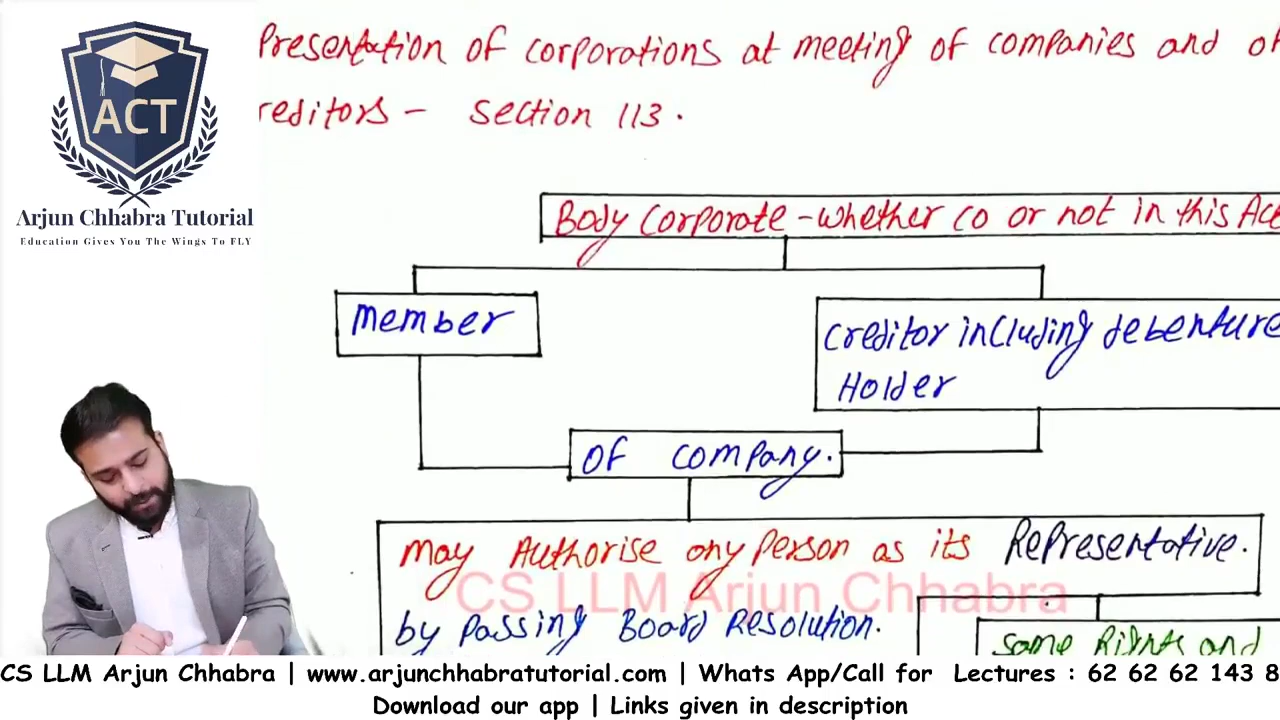 Presentation of corporations at meeting of companies and of
reditors - Section 113.
ACT
Arjun Chhabra Tutorial
Education Gives You The Wings To FLY
Body Corporate - whether co or not in this Act
Member
Creditor including debenture
Holder
of company.
May Authorise any person as its Representative.
CS LLM Arjun Chhabra
by Passing Board Resolution.
Same Rights and
CS LLM Arjun Chhabra | www.arjunchhabratutorial.com | Whats App/Call for Lectures : 62 62 62 143 8
Download our app | Links given in description